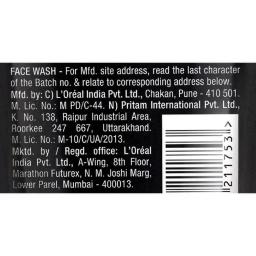 FACE WASH - For Mfd. site address, read the last character
of the Batch no. & relate to corresponding address below.
Mfd. by: C) L'Oréal India Pvt. Ltd., Chakan, Pune - 410 501.
M. Lic. No.: M PD/C-44. N) Pritam International Pvt. Ltd.,
K. No. 138, Raipur Industrial Area,
Roorkee 247 667, Uttarakhand.
M. Lic. No.: M-10/C/UA/2013.
Mktd. by / Regd. office: L'Oréal
India Pvt. Ltd., A-Wing, 8th Floor,
Marathon Futurex, N. M. Joshi Marg,
Lower Parel, Mumbai - 400013.